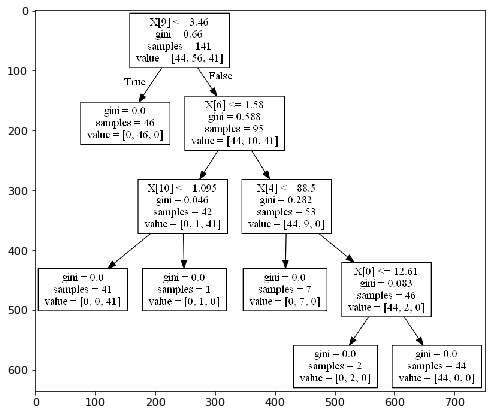 0
100
200
300
400
500
600
X[9] <= 3.46
gini = 0.66
samples = 141
value = [44, 56, 41]
True
False
gini = 0.0
samples = 46
value = [0, 46, 0]
X[6] <= 1.58
gini = 0.588
samples = 95
value = [44, 10, 41]
X[10] <= 1.095
gini = 0.046
samples = 42
value = [0, 1, 41]
X[4] <= 88.5
gini = 0.282
samples = 53
value = [44, 9, 0]
gini = 0.0
samples = 41
value = [0, 0, 41]
gini = 0.0
samples = 1
value = [0, 1, 0]
gini = 0.0
samples = 7
value = [0, 7, 0]
X[0] <= 12.61
gini = 0.083
samples = 46
value = [44, 2, 0]
gini = 0.0
samples = 2
value = [0, 2, 0]
gini = 0.0
samples = 44
value = [44, 0, 0]
0 100 200 300 400 500 600 700